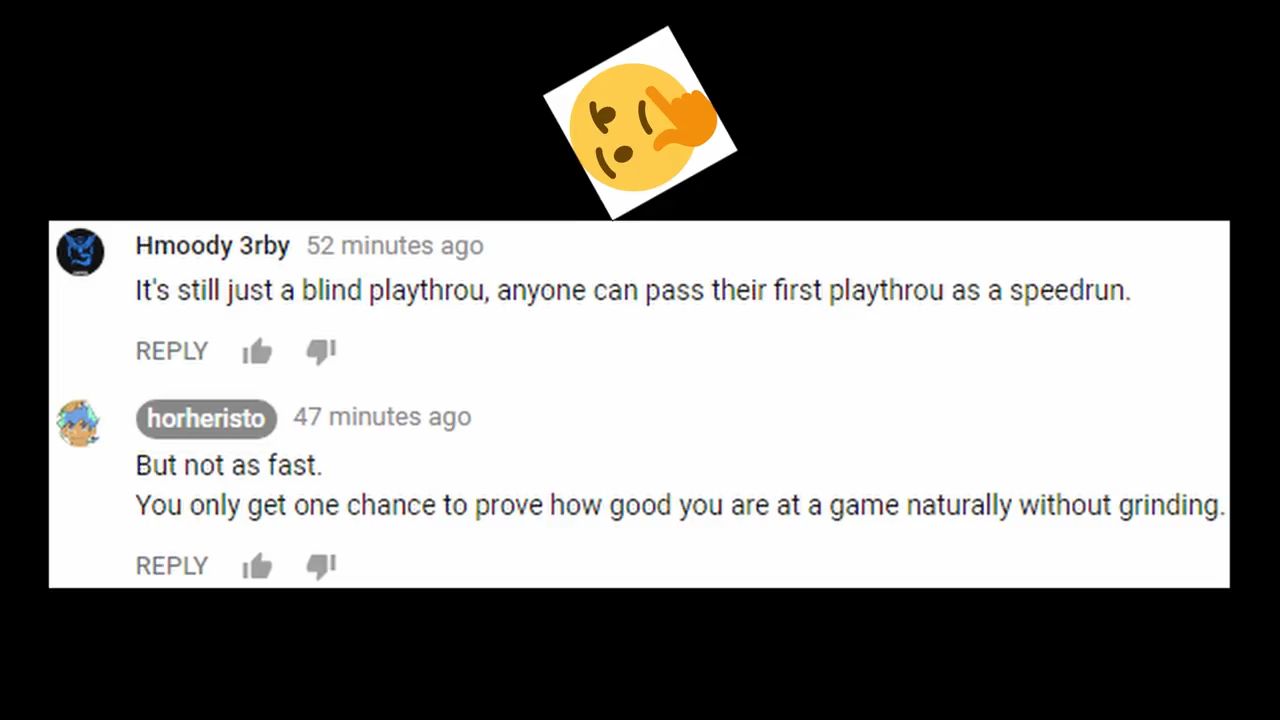 Hmoody 3rby 52 minutes ago
It's still just a blind playthrou, anyone can pass their first playthrou as a speedrun.
REPLY
horheristo 47 minutes ago
But not as fast.
You only get one chance to prove how good you are at a game naturally without grinding.
REPLY